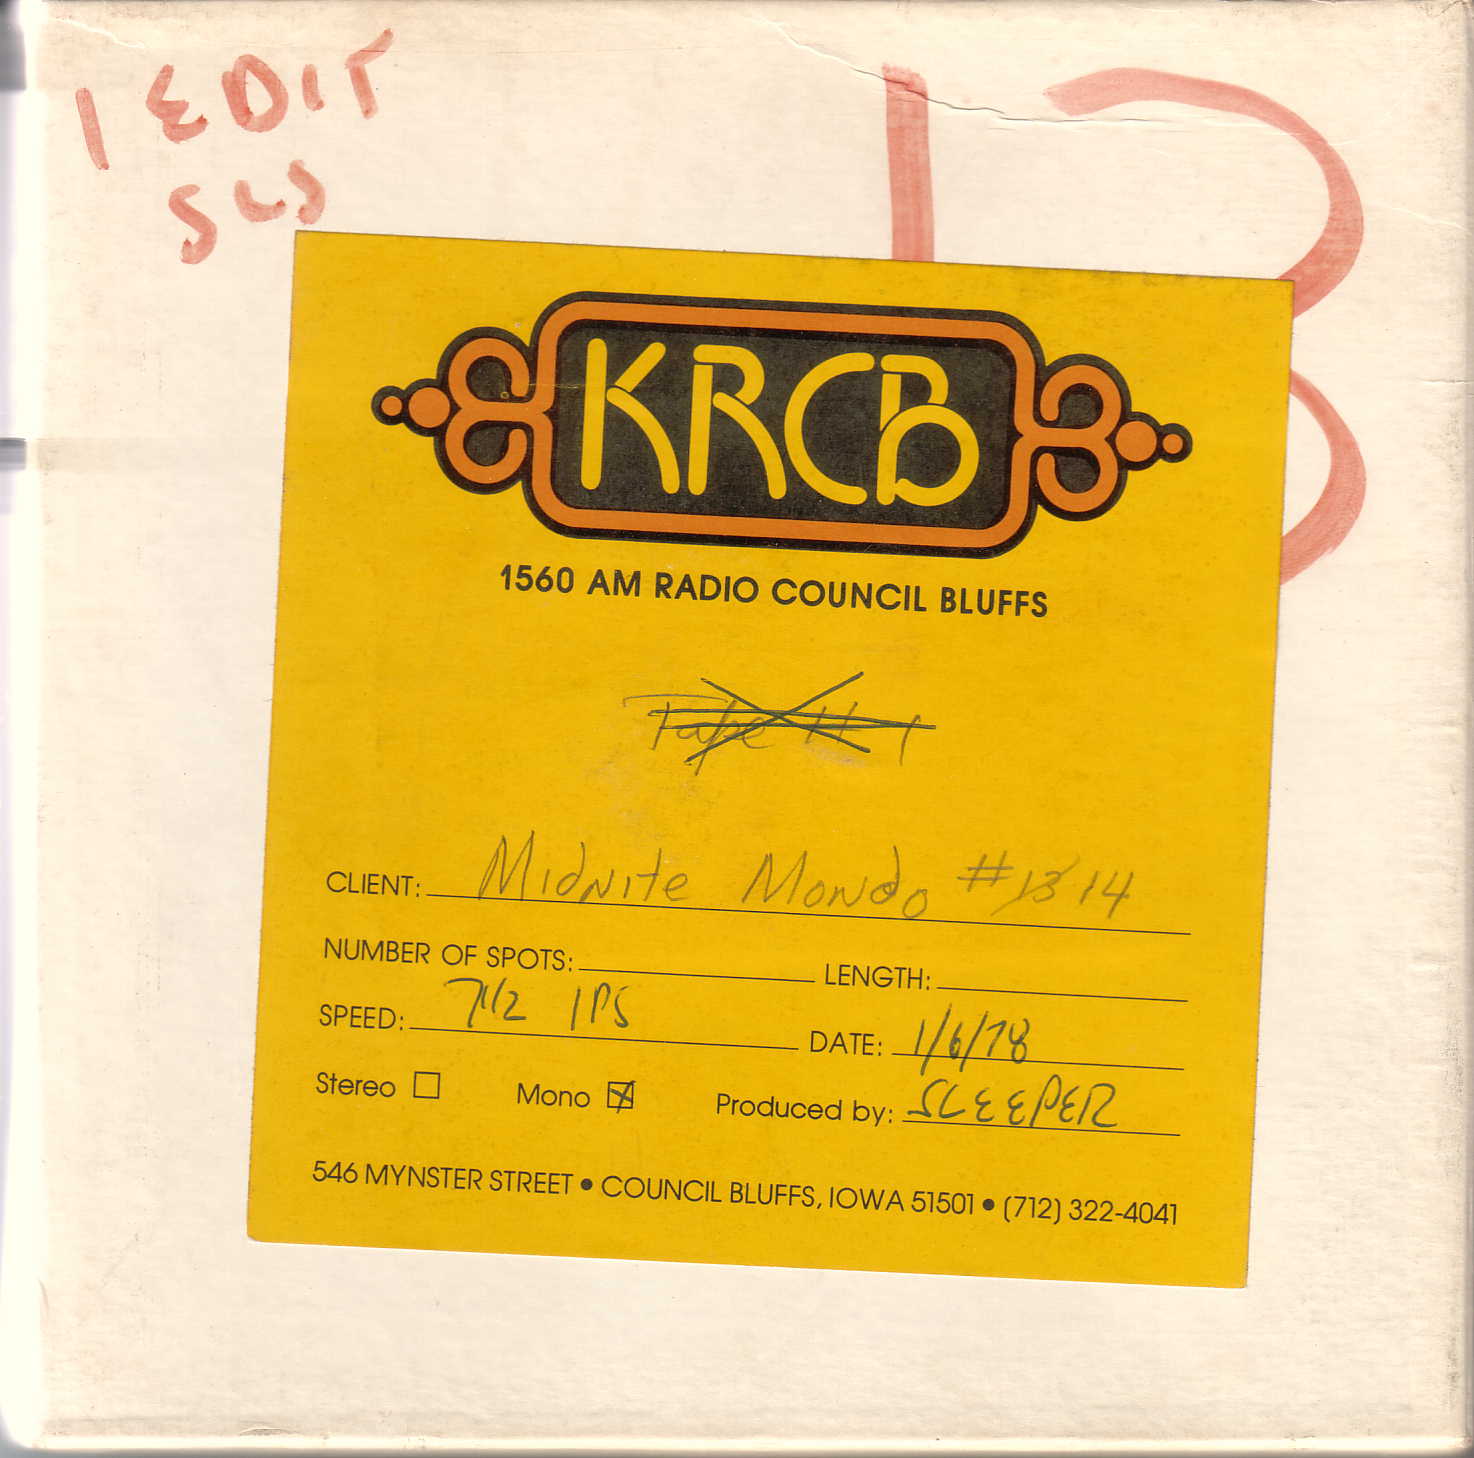 1 EDIT
SLS
13
KRCB
1560 AM RADIO COUNCIL BLUFFS
Tape # 1
CLIENT: Midnite Mondo #13 14
NUMBER OF SPOTS: LENGTH:
SPEED: 7 1/2 IPS DATE: 1/6/78
Stereo Mono Produced by: SLEEPER
546 MYNSTER STREET • COUNCIL BLUFFS, IOWA 51501 • (712) 322-4041